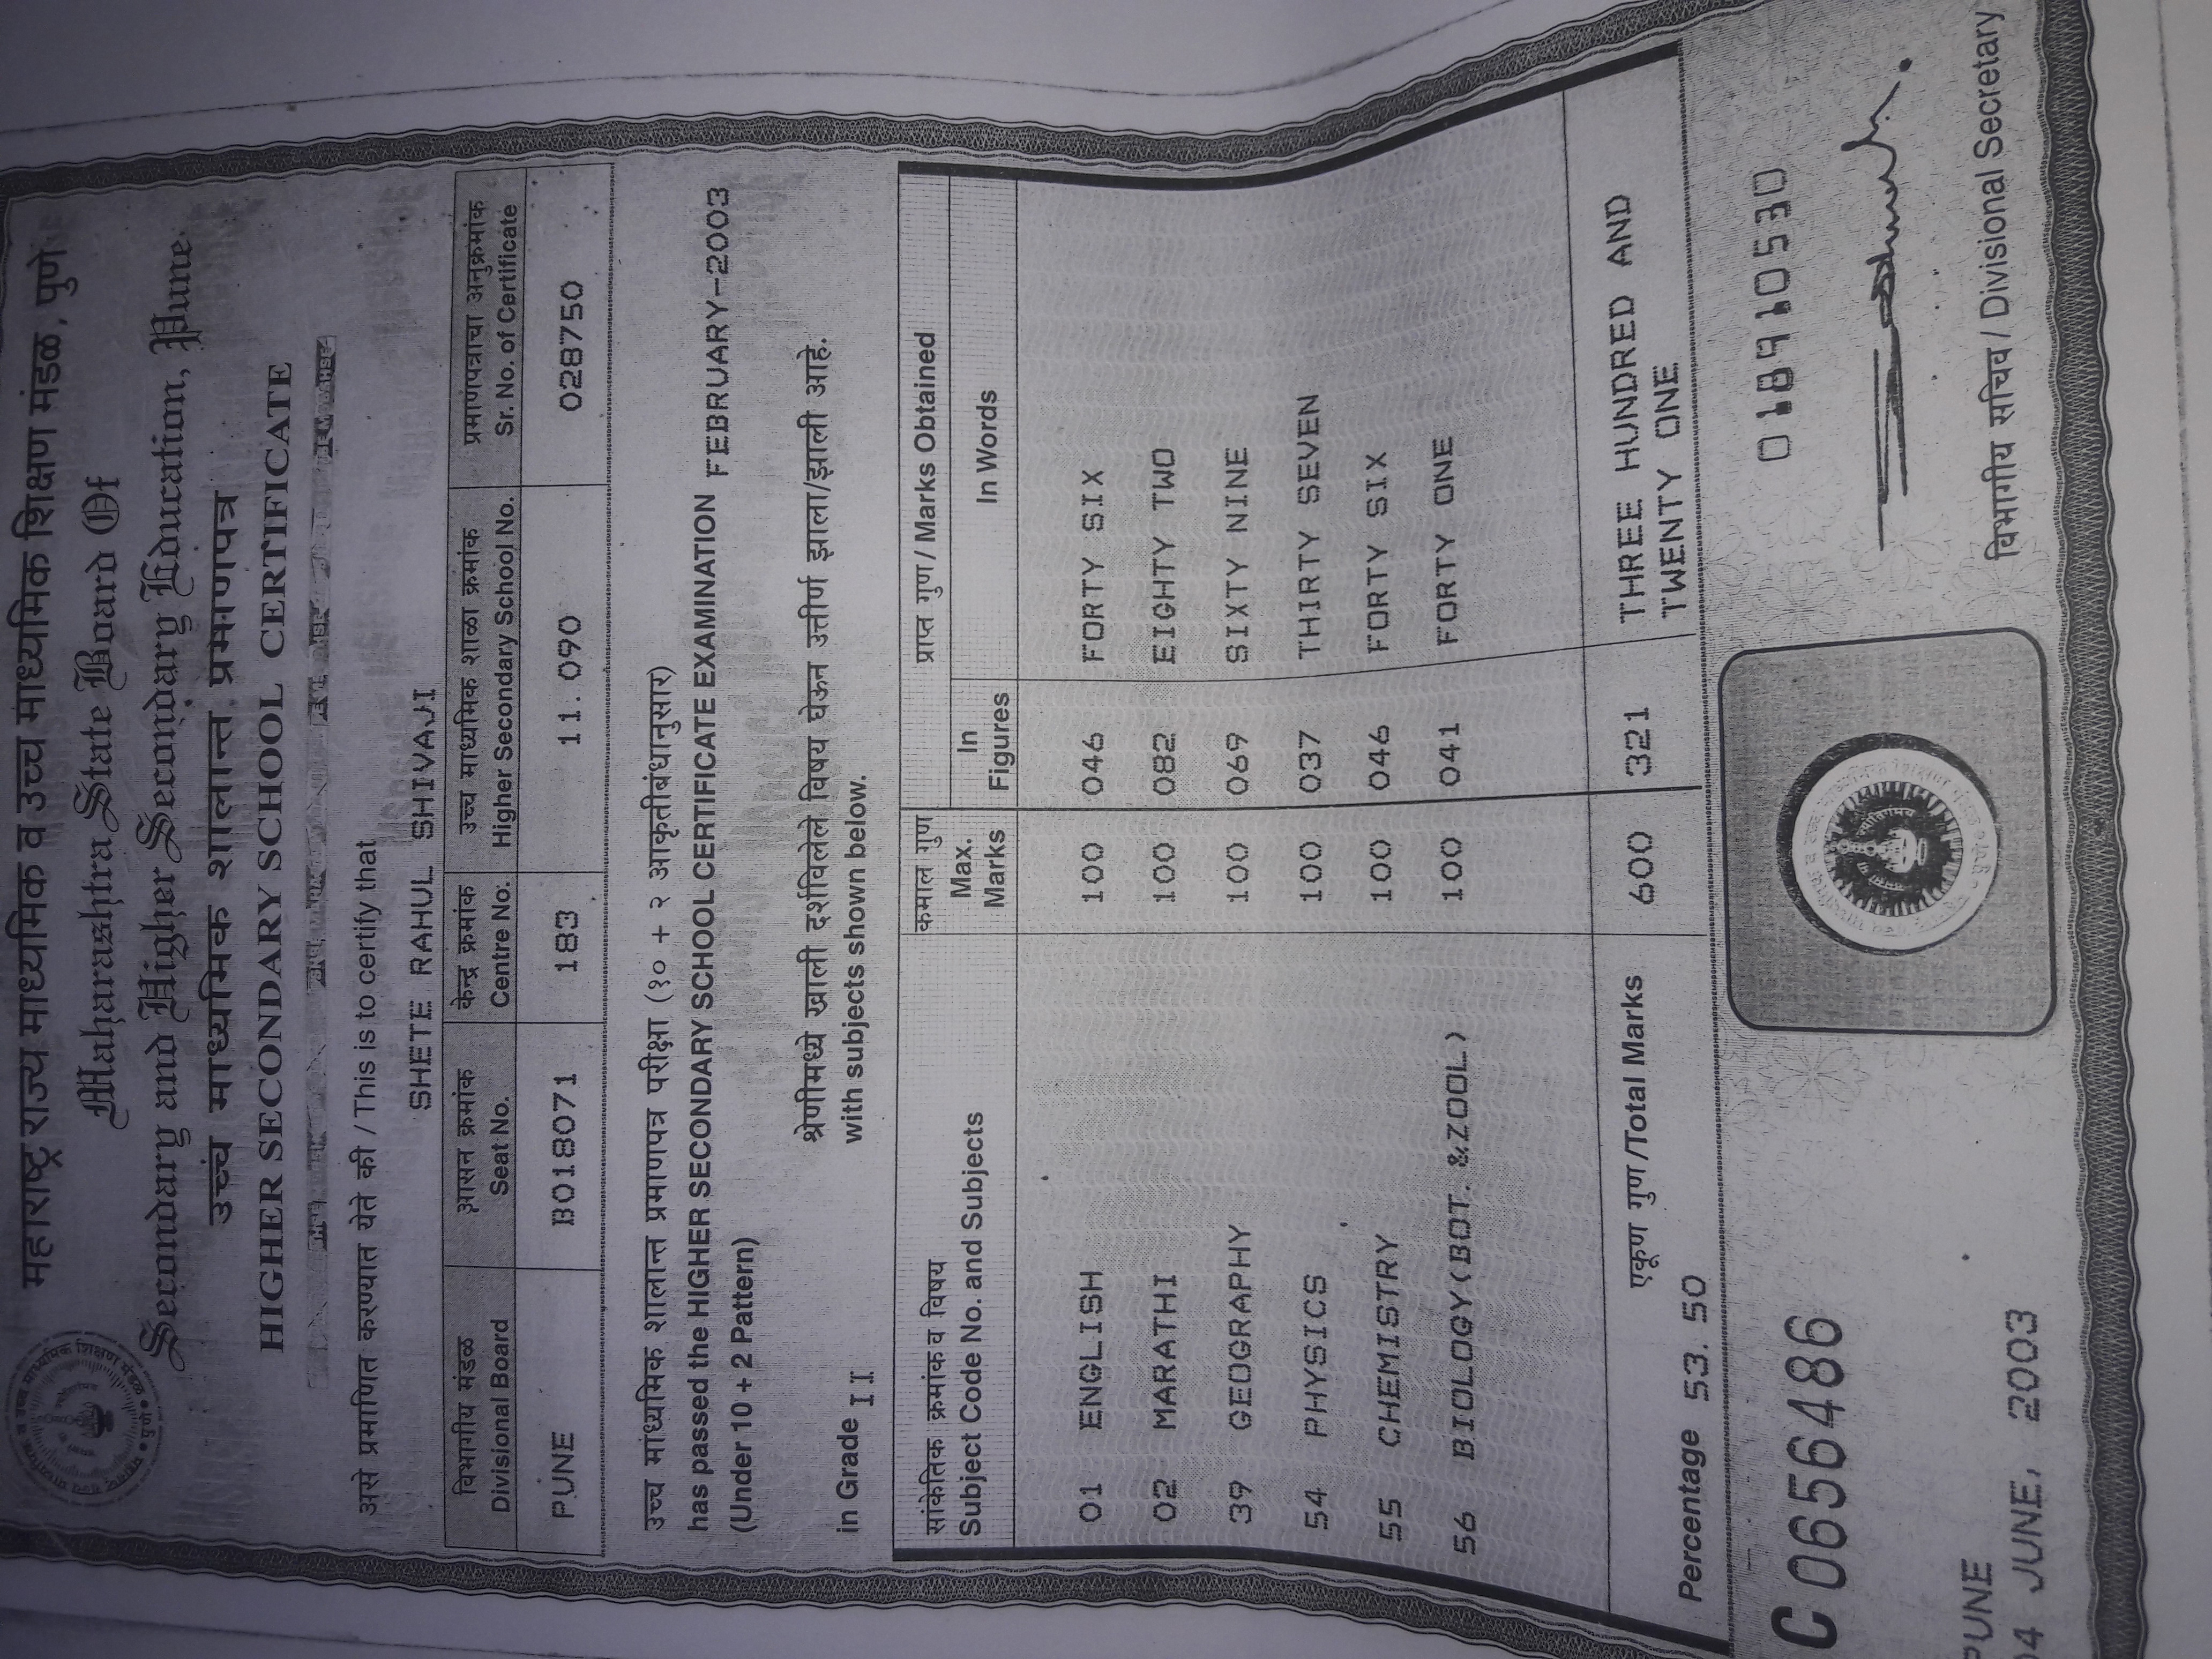 महाराष्ट्र राज्य माध्यमिक व उच्च माध्यमिक शिक्षण मंडळ, पुणे
Maharashtra State Board Of
Secondary and Higher Secondary Education, Pune
उच्च माध्यमिक शालान्त प्रमाणपत्र
HIGHER SECONDARY SCHOOL CERTIFICATE
असे प्रमाणित करण्यात येते की / This is to certify that
SHETE RAHUL SHIVAJI
विभागीय मंडळ आसन क्रमांक केन्द्र क्रमांक उच्च माध्यमिक शाळा क्रमांक प्रमाणपत्राचा अनुक्रमांक
Divisional Board Seat No. Centre No. Higher Secondary School No. Sr. No. of Certificate
PUNE B018071 183 11.090 028750
उच्च माध्यमिक शालान्त प्रमाणपत्र परीक्षा (१० + २ आकृतीबंधानुसार)
has passed the HIGHER SECONDARY SCHOOL CERTIFICATE EXAMINATION FEBRUARY-2003
(Under 10 + 2 Pattern)
श्रेणीमध्ये खाली दर्शविलेले विषय घेऊन उत्तीर्ण झाला/झाली आहे.
in Grade II with subjects shown below.
सांकेतिक क्रमांक व विषय कमाल गुण प्राप्त गुण / Marks Obtained
Subject Code No. and Subjects Max. Marks In Figures In Words
01 ENGLISH 100 046 FORTY SIX
02 MARATHI 100 082 EIGHTY TWO
39 GEOGRAPHY 100 069 SIXTY NINE
54 PHYSICS 100 037 THIRTY SEVEN
55 CHEMISTRY 100 046 FORTY SIX
56 BIOLOGY(BOT. &ZOOL) 100 041 FORTY ONE
एकूण गुण /Total Marks 600 321 THREE HUNDRED AND
TWENTY ONE
Percentage 53.50
018910530
C 0656486
PUNE
04 JUNE, 2003
विभागीय सचिव / Divisional Secretary